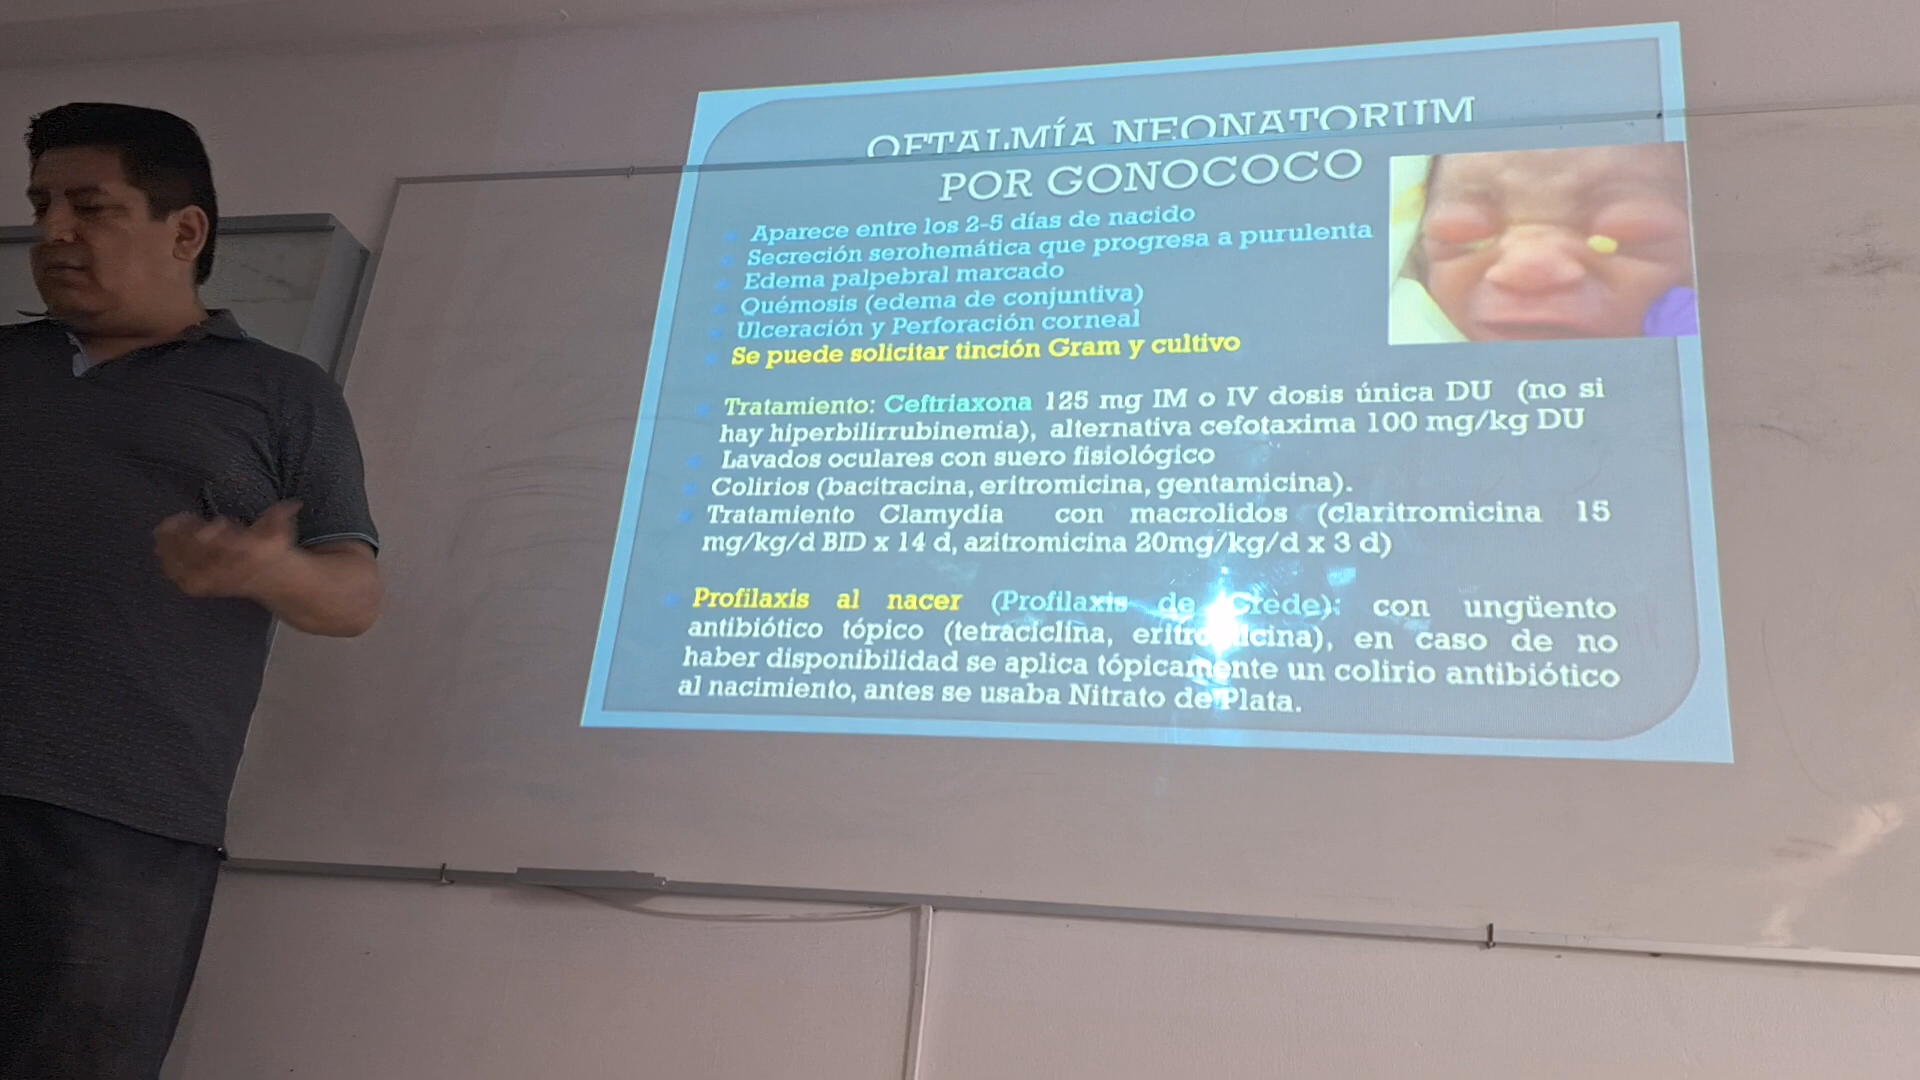 OFTALMÍA NEONATORUM
POR GONOCOCO
Aparece entre los 2-5 días de nacido
Secreción serohemática que progresa a purulenta
Edema palpebral marcado
Quémosis (edema de conjuntiva)
Ulceración y Perforación corneal
Se puede solicitar tinción Gram y cultivo
Tratamiento: Ceftriaxona 125 mg IM o IV dosis única DU (no si
hay hiperbilirrubinemia), alternativa cefotaxima 100 mg/kg DU
Lavados oculares con suero fisiológico
Colirios (bacitracina, eritromicina, gentamicina).
Tratamiento Clamydia con macrolidos (claritromicina 15
mg/kg/d BID x 14 d, azitromicina 20mg/kg/d x 3 d)
Profilaxis al nacer (Profilaxis de Crede): con ungüento
antibiótico tópico (tetraciclina, eritromicina), en caso de no
haber disponibilidad se aplica tópicamente un colirio antibiótico
al nacimiento, antes se usaba Nitrato de Plata.